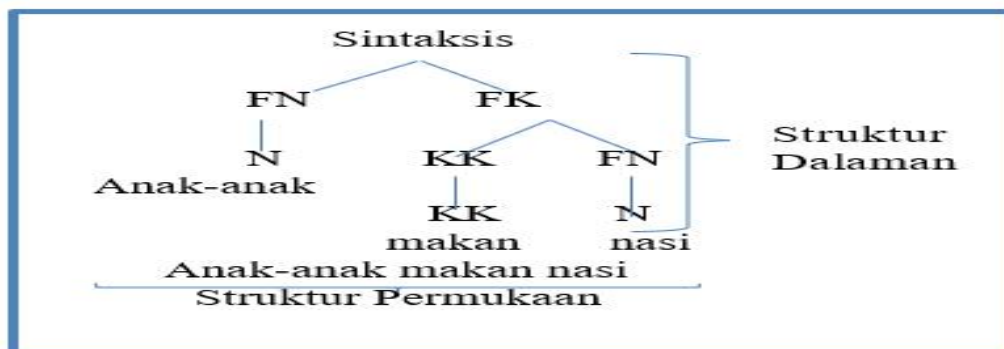 Sintaksis
FN FK
N KK FN
Anak-anak
KK N
makan nasi
Anak-anak makan nasi
Struktur Permukaan
Struktur
Dalaman